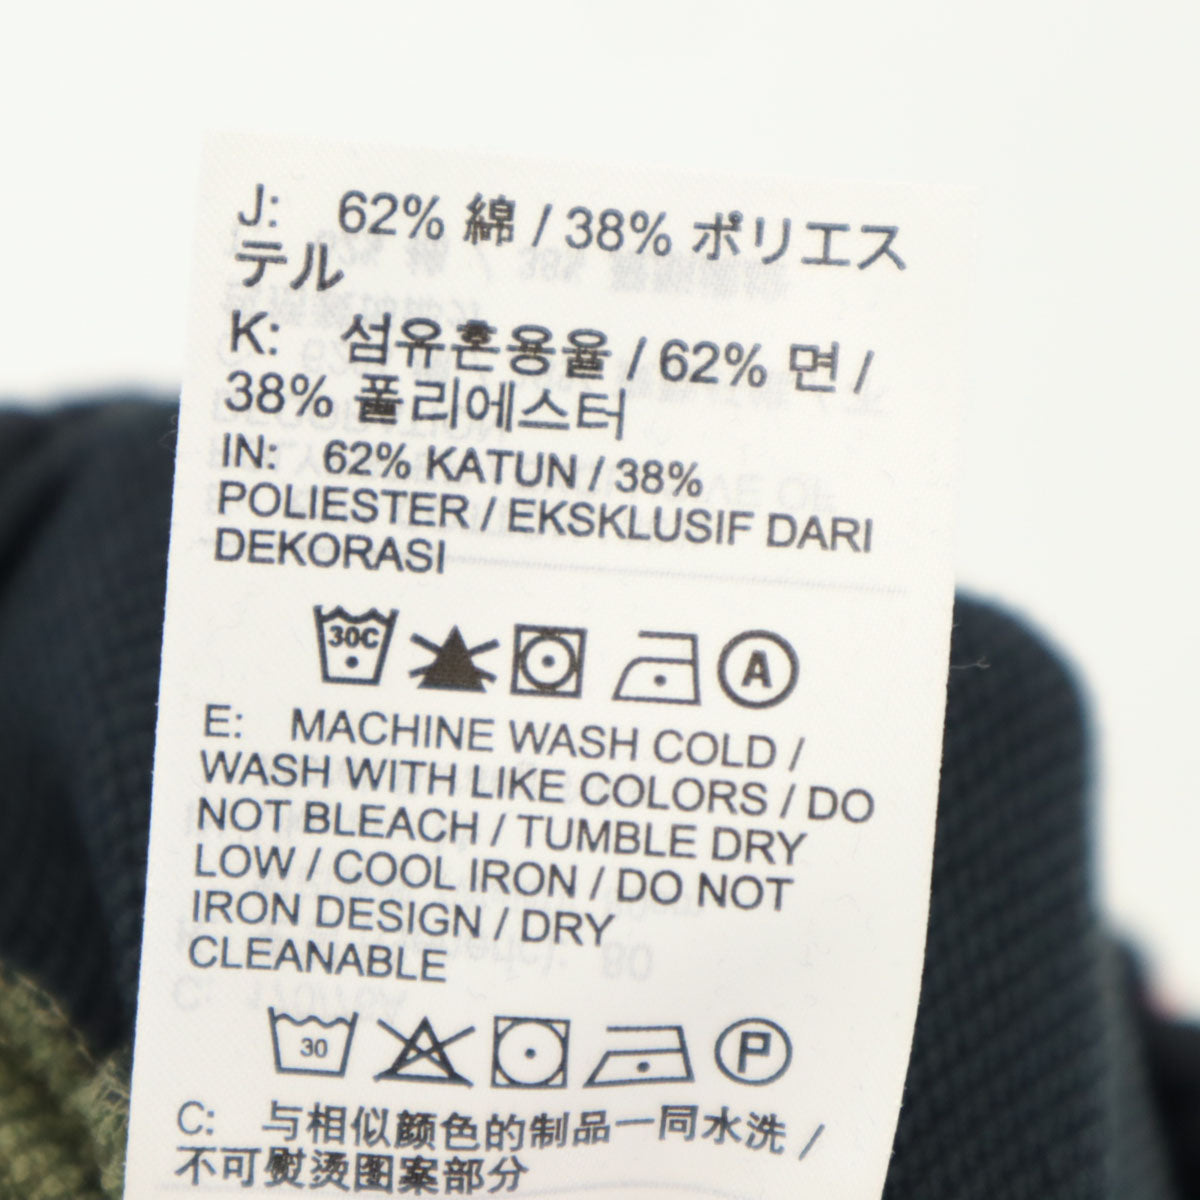 J: 62% 綿 / 38% ポリエス
テル
K: 섬유혼용율 / 62% 면 /
38% 폴리에스터
IN: 62% KATUN / 38%
POLIESTER / EKSKLUSIF DARI
DEKORASI
30C A
E: MACHINE WASH COLD /
WASH WITH LIKE COLORS / DO
NOT BLEACH / TUMBLE DRY
LOW / COOL IRON / DO NOT
IRON DESIGN / DRY
CLEANABLE
30 P
C: 与相似颜色的制品一同水洗 /
不可熨烫图案部分